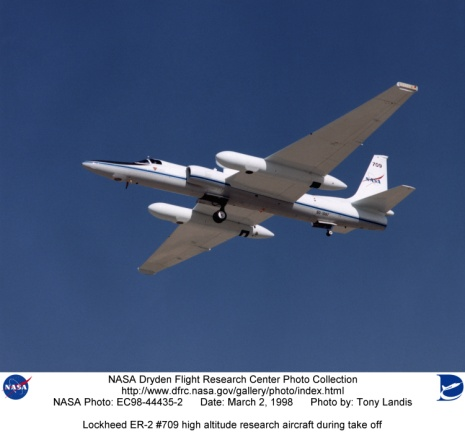 709
NASA
NASA
NASA Dryden Flight Research Center Photo Collection
http://www.dfrc.nasa.gov/gallery/photo/index.html
NASA Photo: EC98-44435-2 Date: March 2, 1998 Photo by: Tony Landis
Lockheed ER-2 #709 high altitude research aircraft during take off